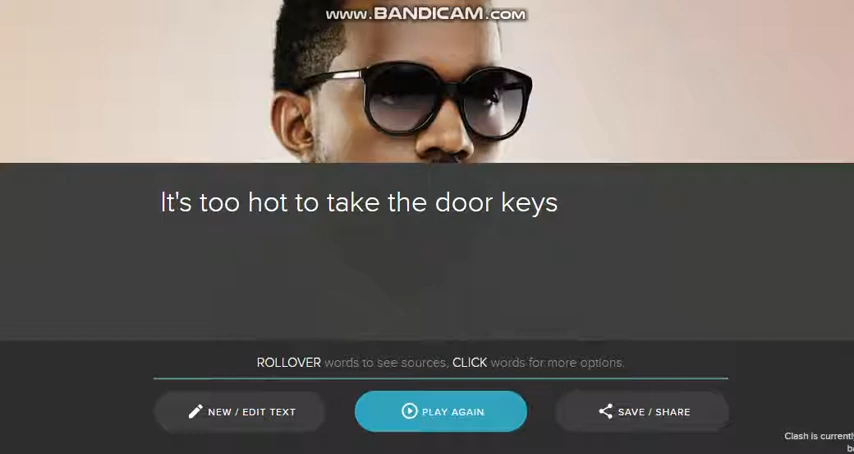 www.BANDICAM.com
It's too hot to take the door keys
ROLLOVER words to see sources, CLICK words for more options.
NEW / EDIT TEXT
PLAY AGAIN
SAVE / SHARE
Clash is currently